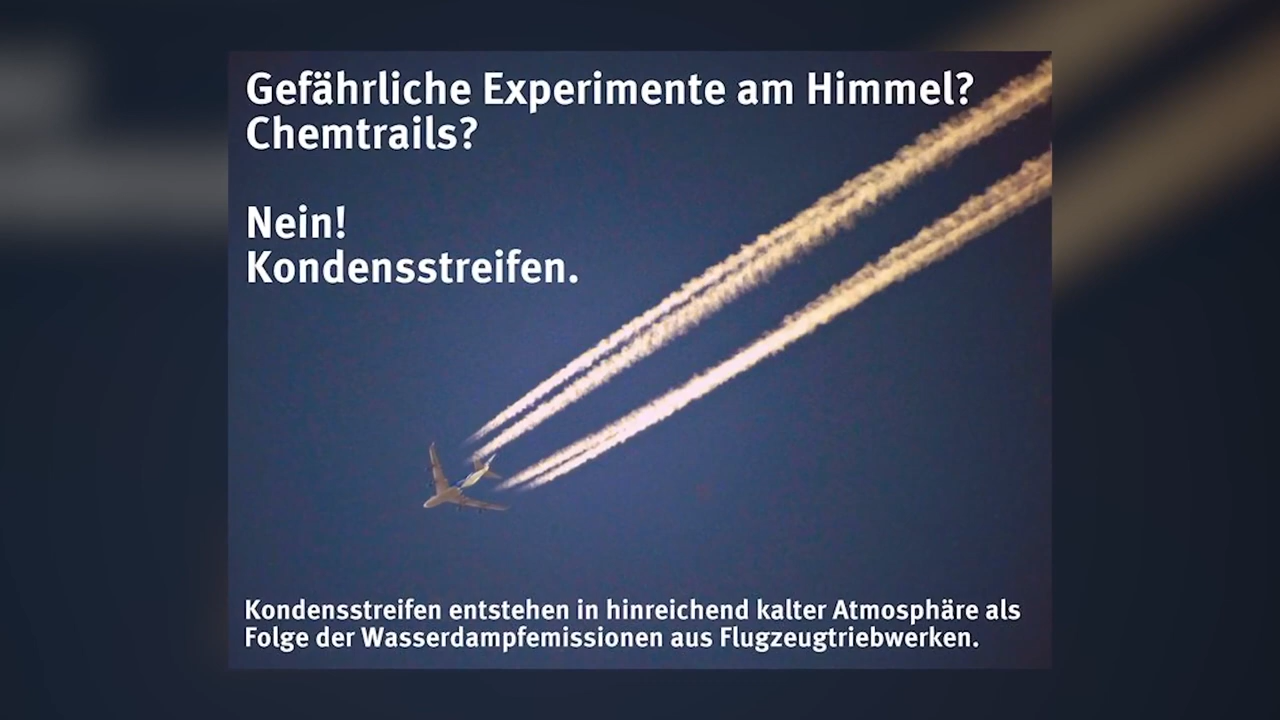 Gefährliche Experimente am Himmel?
Chemtrails?
Nein!
Kondensstreifen.
Kondensstreifen entstehen in hinreichend kalter Atmosphäre als
Folge der Wasserdampfemissionen aus Flugzeugtriebwerken.